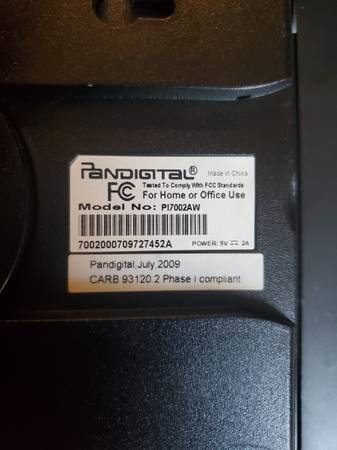 PANDIGITAL® Made in China
FC Tested To Comply With FCC Standards
For Home or Office Use
Model No: PI7002AW
7002000709727452A POWER: 5V ⎓ 2A
Pandigital,July,2009
CARB 93120.2 Phase I compliant